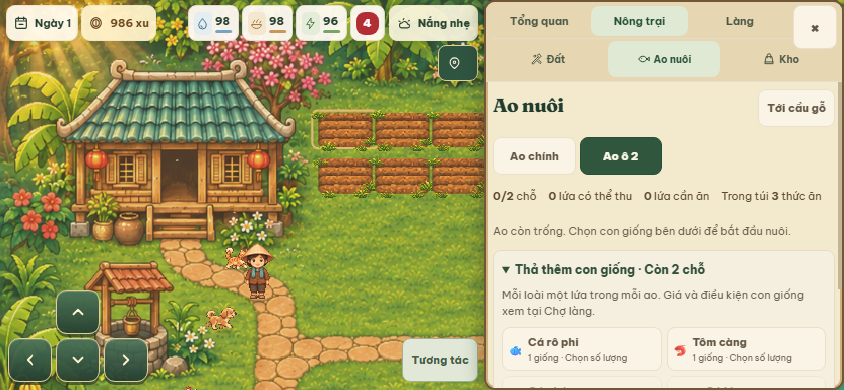 Ngày 1
986 xu
98
98
96
4
Nắng nhẹ
Tương tác
Tổng quan
Nông trại
Làng
Đất
Ao nuôi
Kho
Ao nuôi
Tới cầu gỗ
Ao chính
Ao ô 2
0/2 chỗ 0 lứa có thể thu 0 lứa cần ăn Trong túi 3 thức ăn
Ao còn trống. Chọn con giống bên dưới để bắt đầu nuôi.
▼ Thả thêm con giống · Còn 2 chỗ
Mỗi loài một lứa trong mỗi ao. Giá và điều kiện con giống
xem tại Chợ làng.
Cá rô phi
1 giống · Chọn số lượng
Tôm càng
1 giống · Chọn số lượng